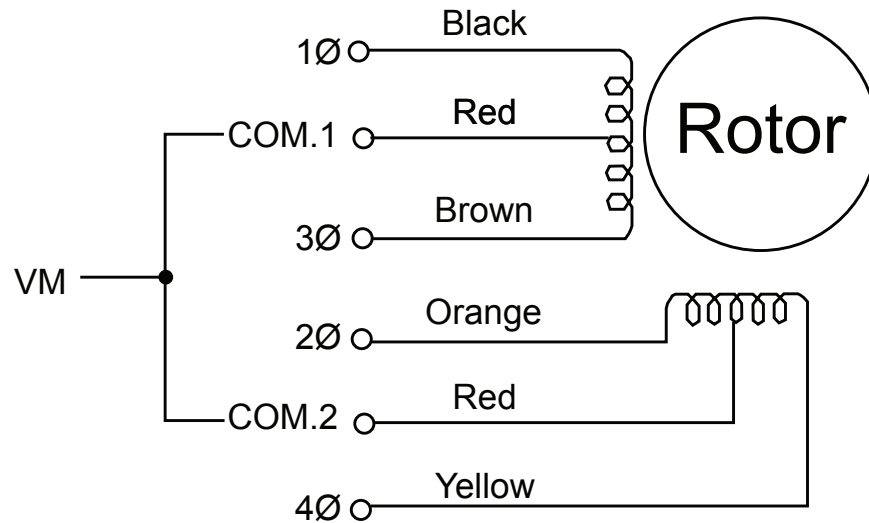 Black
1Ø
COM.1
Red
Rotor
Brown
3Ø
VM
Orange
2Ø
Red
COM.2
Yellow
4Ø